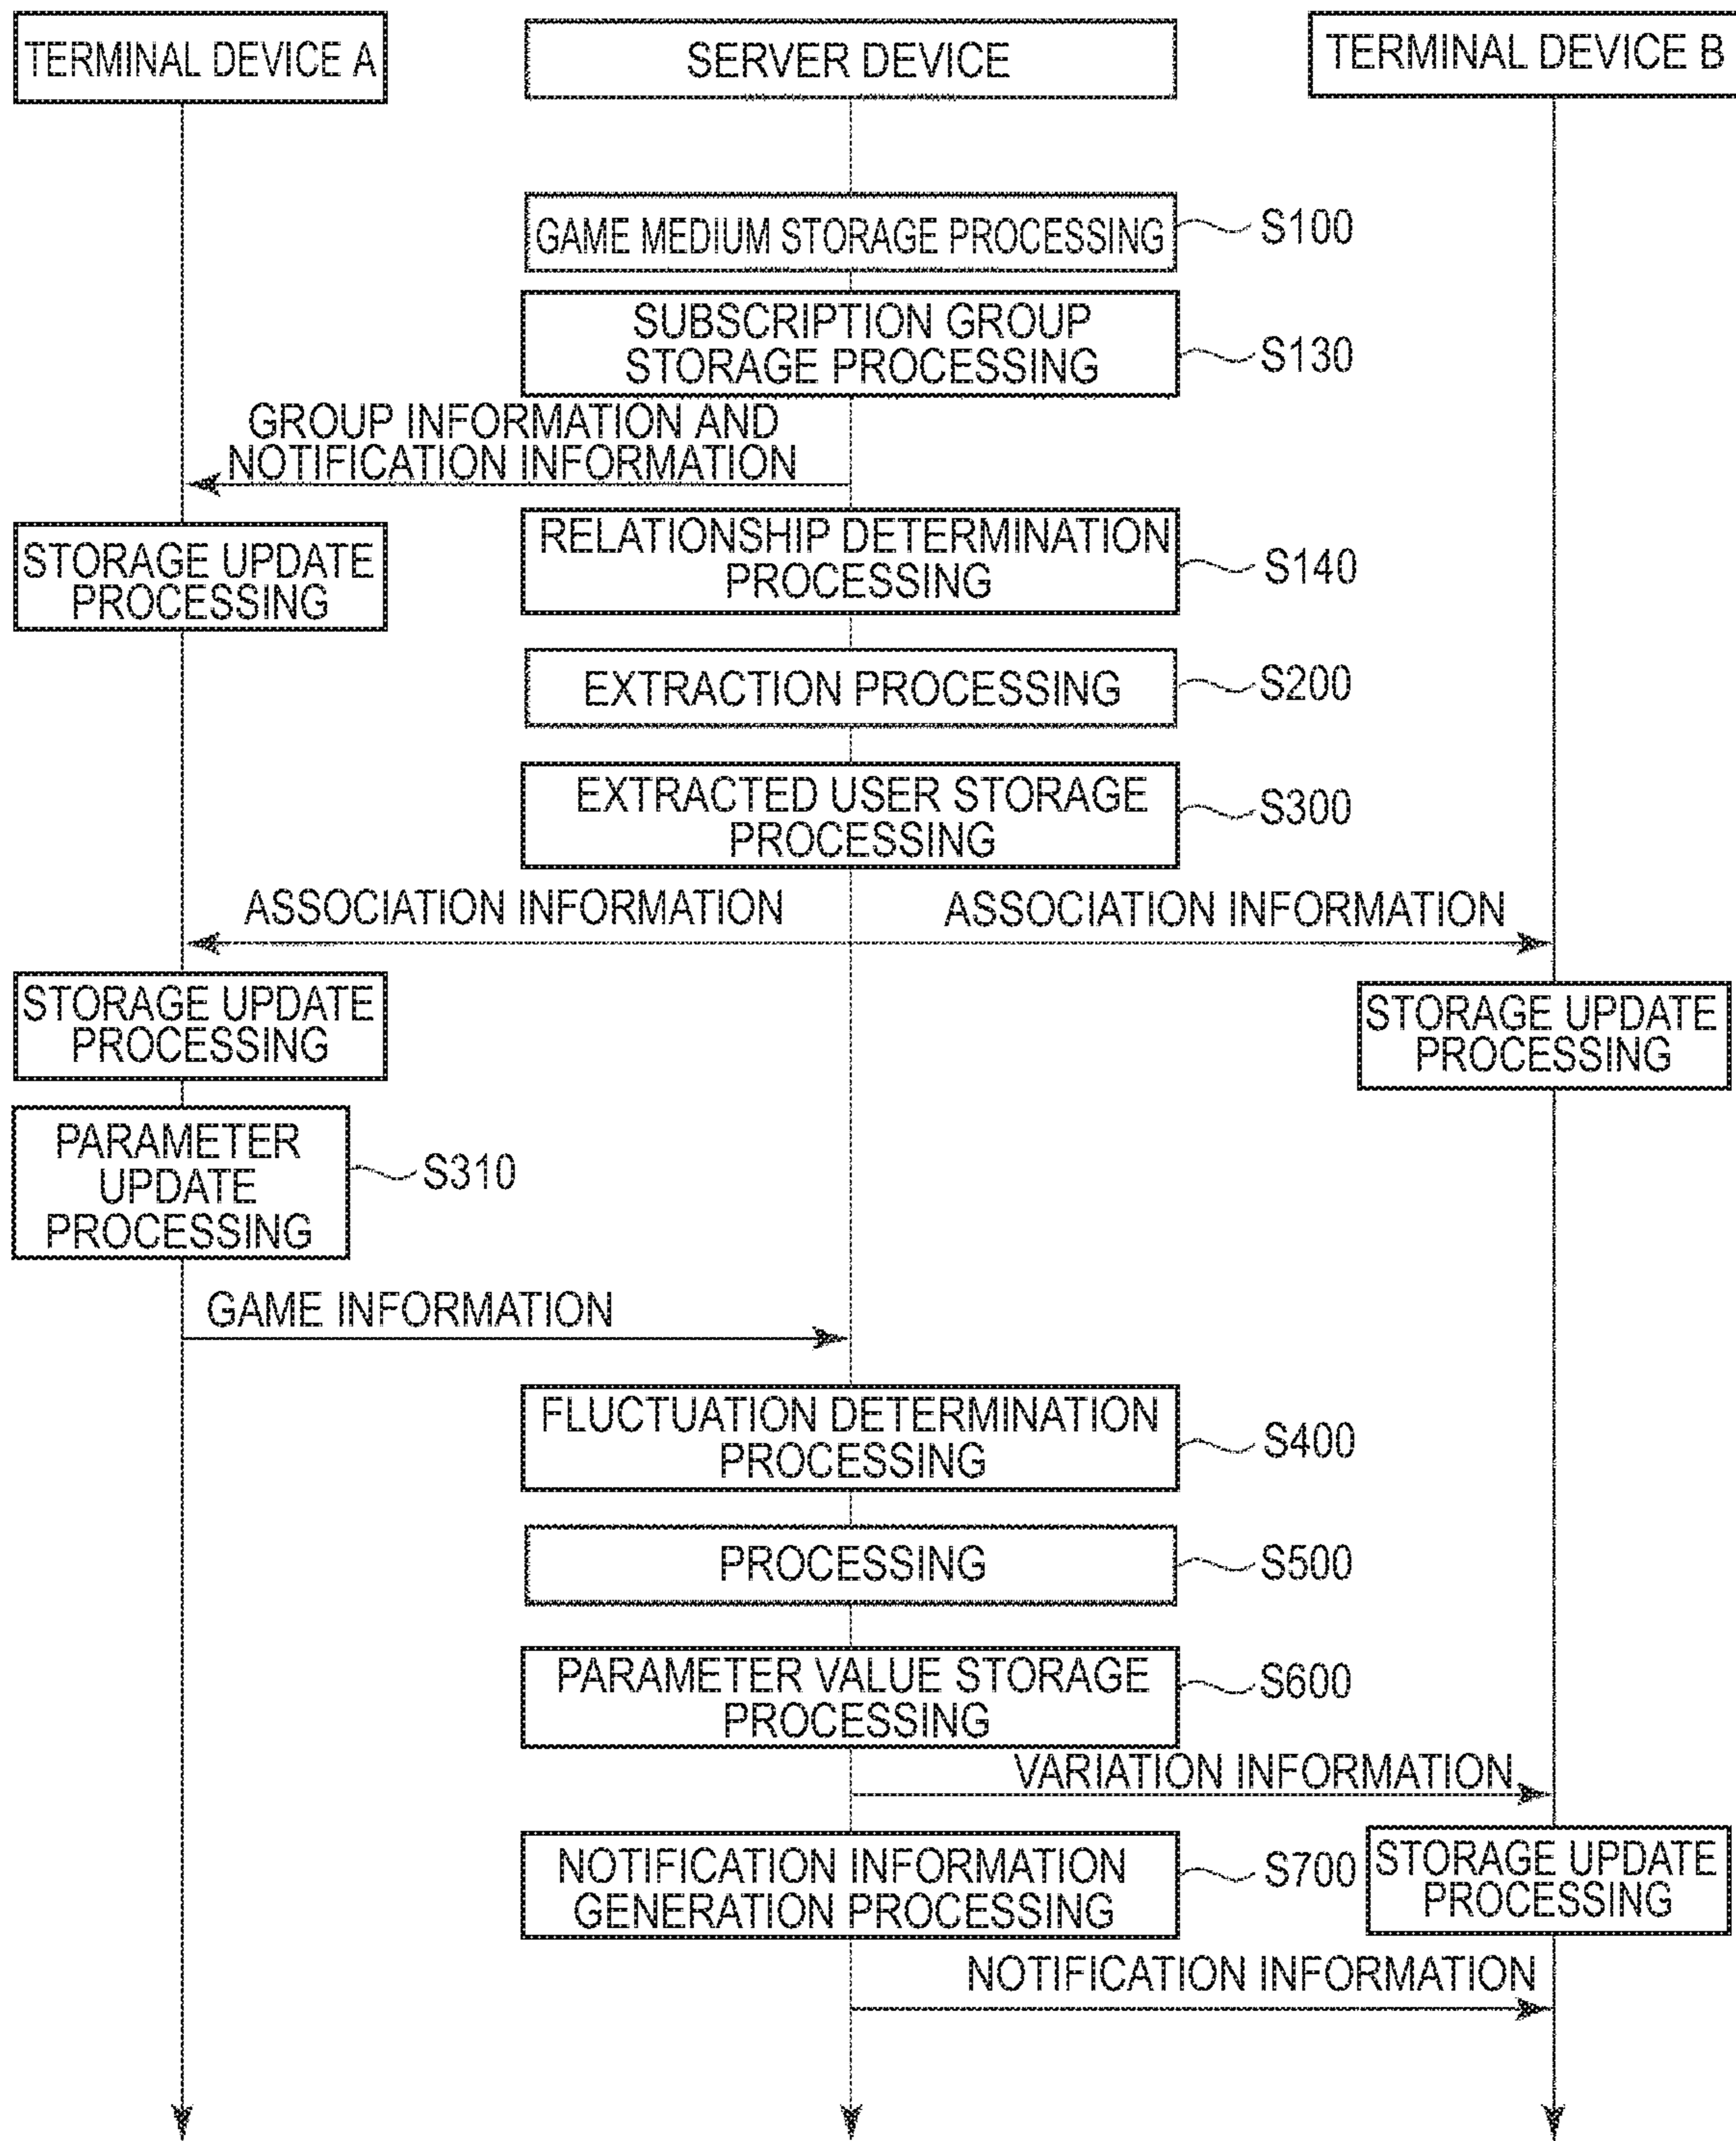 TERMINAL DEVICE A
SERVER DEVICE
TERMINAL DEVICE B
GAME MEDIUM STORAGE PROCESSING
S100
SUBSCRIPTION GROUP
STORAGE PROCESSING
S130
GROUP INFORMATION AND
NOTIFICATION INFORMATION
STORAGE UPDATE
PROCESSING
RELATIONSHIP DETERMINATION
PROCESSING
S140
EXTRACTION PROCESSING
S200
EXTRACTED USER STORAGE
PROCESSING
S300
ASSOCIATION INFORMATION
ASSOCIATION INFORMATION
STORAGE UPDATE
PROCESSING
STORAGE UPDATE
PROCESSING
PARAMETER
UPDATE
PROCESSING
S310
GAME INFORMATION
FLUCTUATION DETERMINATION
PROCESSING
S400
PROCESSING
S500
PARAMETER VALUE STORAGE
PROCESSING
S600
VARIATION INFORMATION
NOTIFICATION INFORMATION
GENERATION PROCESSING
S700
STORAGE UPDATE
PROCESSING
NOTIFICATION INFORMATION